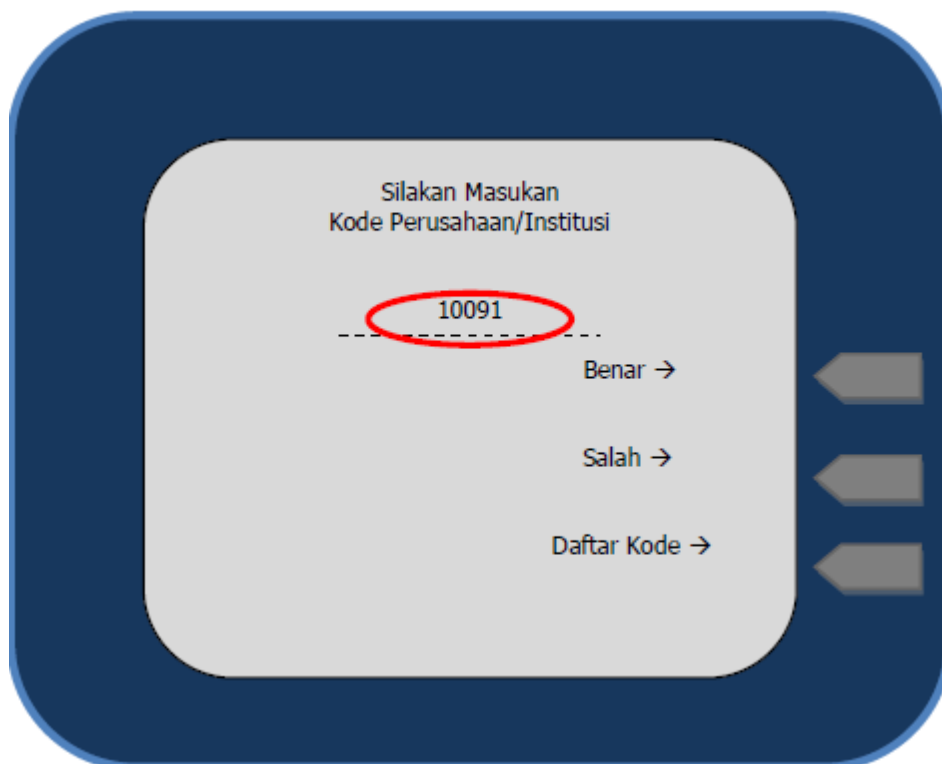 Silakan Masukan
Kode Perusahaan/Institusi
10091
Benar →
Salah →
Daftar Kode →